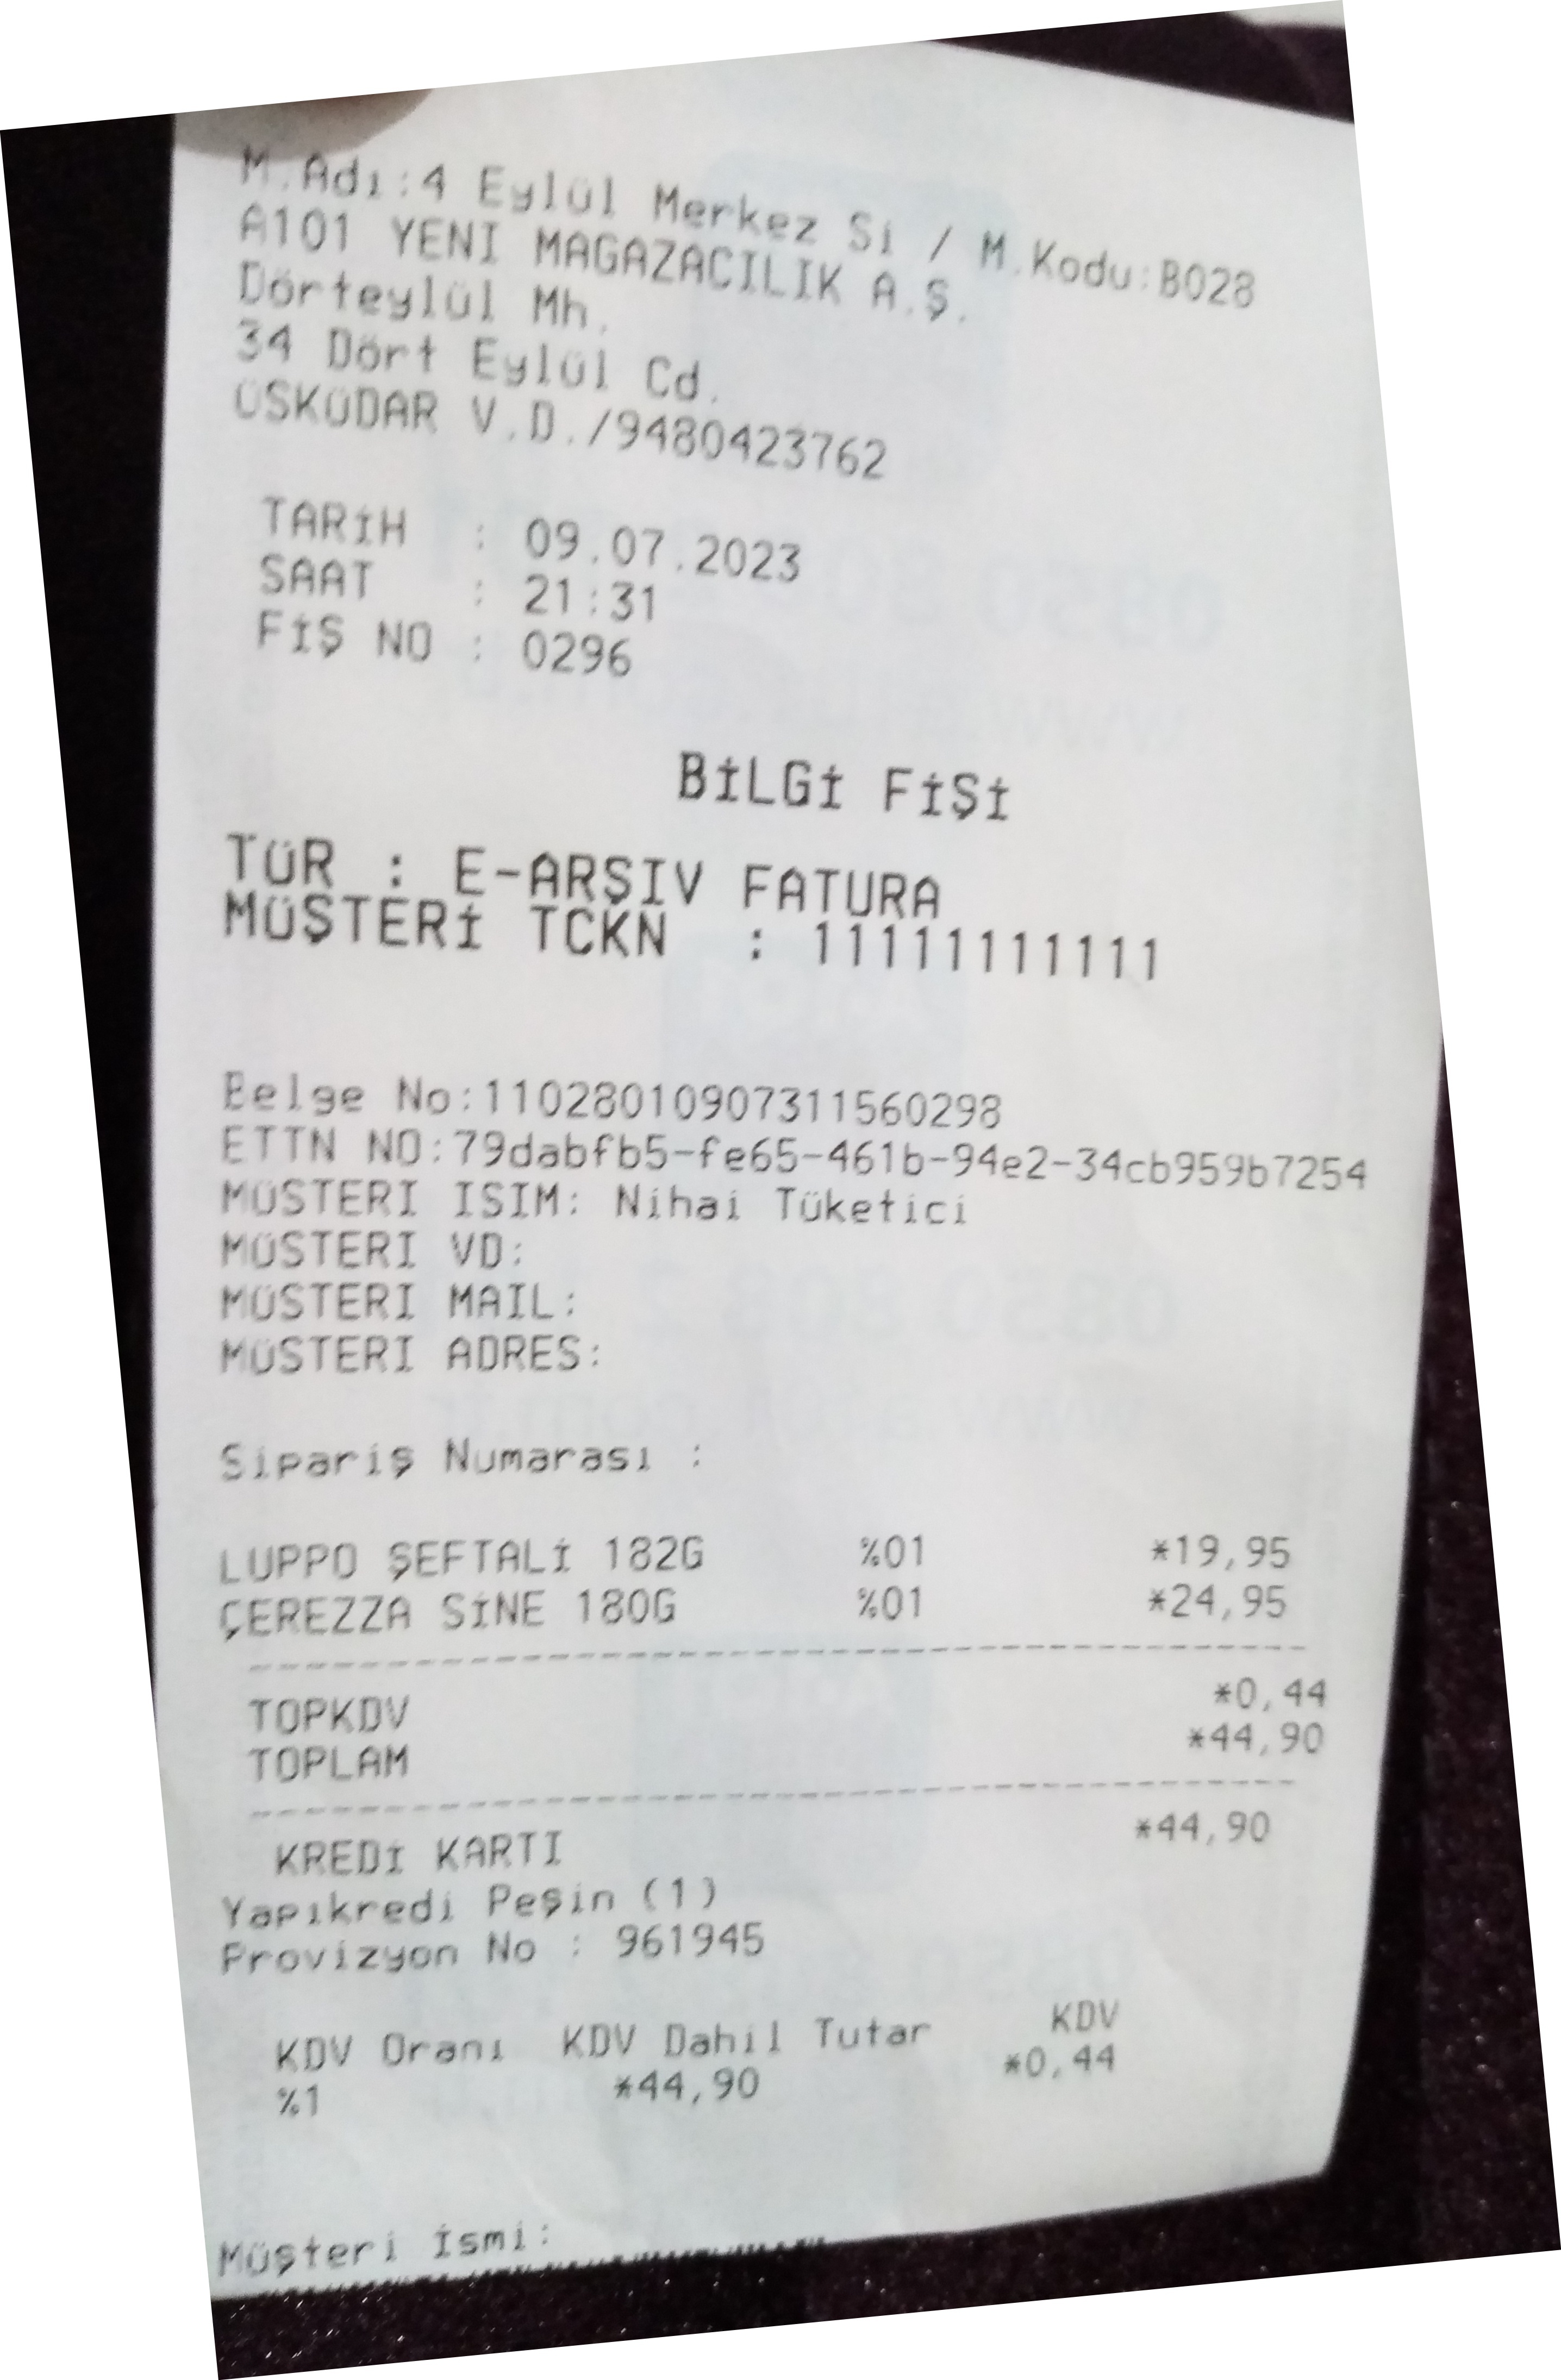 M.Adı:4 Eylül Merkez Si / M.Kodu:B028
A101 YENI MAGAZACILIK A.Ş.
Dörteylül Mh.
34 Dört Eylül Cd.
ÜSKÜDAR V.D./9480423762
TARİH : 09.07.2023
SAAT : 21:31
FİŞ NO : 0296
BİLGİ FİŞİ
TÜR : E-ARŞIV FATURA
MÜŞTERİ TCKN : 11111111111
Belge No:11028010907311560298
ETTN NO:79dabfb5-fe65-461b-94e2-34cb959b7254
MÜSTERI ISIM: Nihai Tüketici
MÜSTERI VD:
MÜSTERI MAIL:
MÜSTERI ADRES:
Sipariş Numarası :
LUPPO ŞEFTALİ 182G %01 *19,95
ÇEREZZA SİNE 180G %01 *24,95
TOPKDV *0,44
TOPLAM *44,90
KREDİ KARTI *44,90
Yapıkredi Peşin (1)
Provizyon No : 961945
KDV Oranı KDV Dahil Tutar KDV
%1 *44,90 *0,44
Müşteri İsmi: